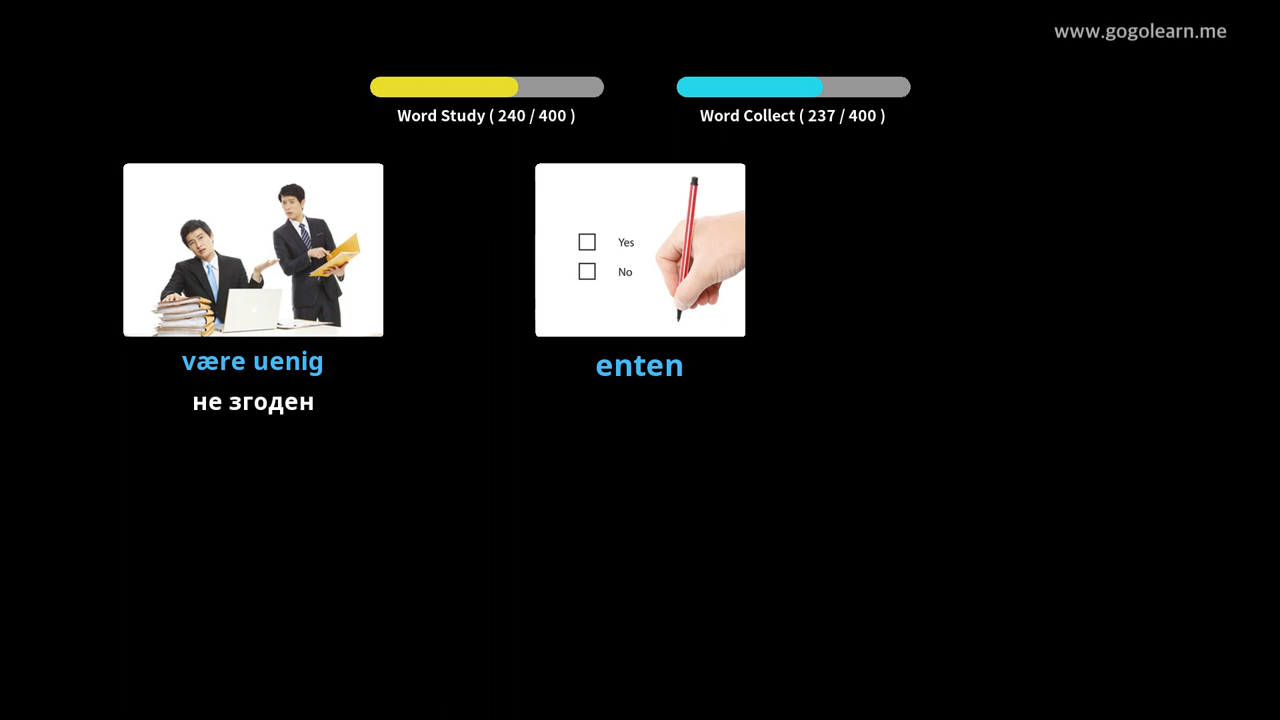 www.gogolearn.me
Word Study ( 240 / 400 )
Word Collect ( 237 / 400 )
Yes
No
være uenig
не згоден
enten